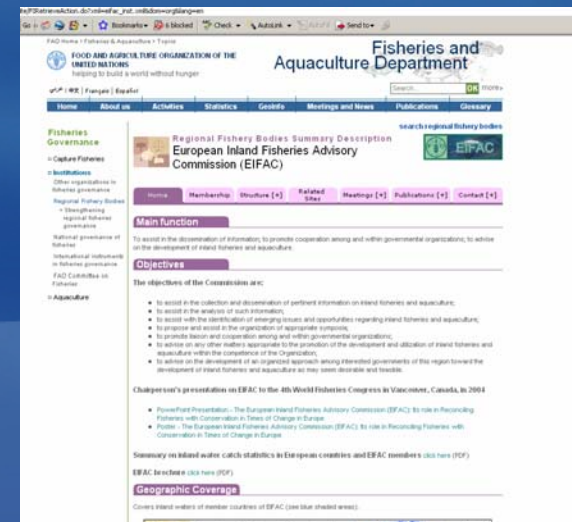 FIRetrieveAction.do?xml=eifac_inst.xml&dom=org&lang=en
Go
Bookmarks
6 blocked
Check
AutoLink
AutoFill
Send to
FAO Home > Fisheries & Aquaculture > Topics
FOOD AND AGRICULTURE ORGANIZATION OF THE
UNITED NATIONS
helping to build a world without hunger
Fisheries and
Aquaculture Department
عربي | 中文 | Français | Español
Search... OK more»
Home About us Activities Statistics Geoinfo Meetings and News Publications Glossary
search regional fishery bodies
Fisheries
Governance
Capture Fisheries
Institutions
Other organizations in
fisheries governance
Regional Fishery Bodies
Strengthening
regional fisheries
governance
National governance of
fisheries
International instruments
in fisheries governance
FAO Committee on
Fisheries
Aquaculture
Regional Fishery Bodies Summary Description
European Inland Fisheries Advisory
Commission (EIFAC)
EIFAC
Home Membership Structure [+] Related Sites Meetings [+] Publications [+] Contact [+]
Main function
To assist in the dissemination of information; to promote cooperation among and within governmental organizations; to advise
on the development of inland fisheries and aquaculture.
Objectives
The objectives of the Commission are:
to assist in the collection and dissemination of pertinent information on inland fisheries and aquaculture;
to assist in the analysis of such information;
to assist with the identification of emerging issues and opportunities regarding inland fisheries and aquaculture;
to propose and assist in the organization of appropriate symposia;
to promote liaison and cooperation among and within governmental organizations;
to advise on any other matters appropriate to the promotion of the development and utilization of inland fisheries and
aquaculture within the competence of the Organization;
to advise on the development of an organized approach among interested governments of this region toward the
development of inland fisheries and aquaculture as may seem desirable and feasible.
Chairperson's presentation on EIFAC to the 4th World Fisheries Congress in Vancouver, Canada, in 2004
PowerPoint Presentation - The European Inland Fisheries Advisory Commission (EIFAC): Its role in Reconciling
Fisheries with Conservation in Times of Change in Europe
Poster - The European Inland Fisheries Advisory Commission (EIFAC): Its role in Reconciling Fisheries with
Conservation in Times of Change in Europe
Summary on inland water catch statistics in European countries and EIFAC members click here (PDF)
EIFAC brochure click here (PDF)
Geographic Coverage
Covers inland waters of member countries of EIFAC (see blue shaded areas).